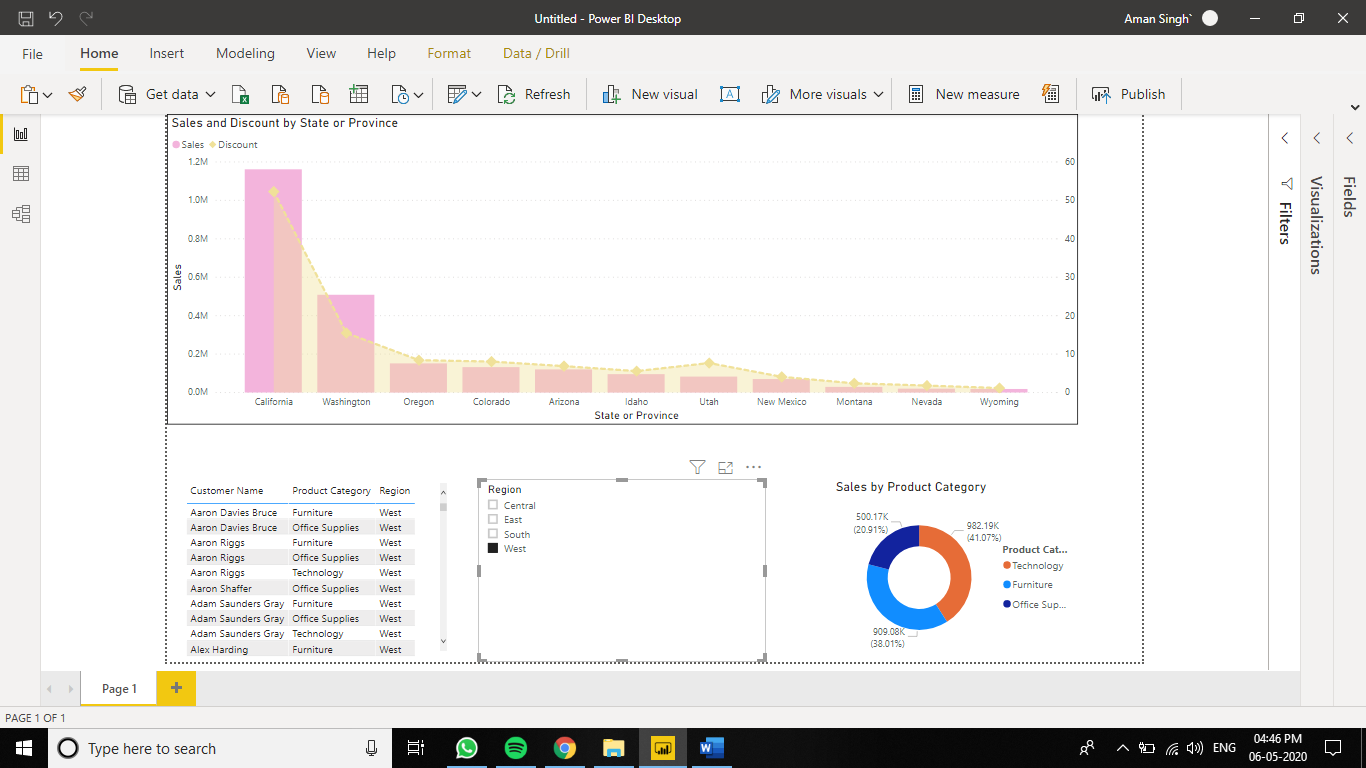 Untitled - Power BI Desktop
Aman Singh`
File Home Insert Modeling View Help Format Data / Drill
Get data Refresh New visual More visuals New measure Publish
Sales and Discount by State or Province
Sales Discount
1.2M 60
1.0M 50
0.8M 40
0.6M 30
0.4M 20
0.2M 10
0.0M 0
Sales
California Washington Oregon Colorado Arizona Idaho Utah New Mexico Montana Nevada Wyoming
State or Province
Filters
Visualizations
Fields
Customer Name Product Category Region
Aaron Davies Bruce Furniture West
Aaron Davies Bruce Office Supplies West
Aaron Riggs Furniture West
Aaron Riggs Office Supplies West
Aaron Riggs Technology West
Aaron Shaffer Office Supplies West
Adam Saunders Gray Furniture West
Adam Saunders Gray Office Supplies West
Adam Saunders Gray Technology West
Alex Harding Furniture West
Region
Central
East
South
West
Sales by Product Category
500.17K
(20.91%)
982.19K
(41.07%)
909.08K
(38.01%)
Product Cat...
Technology
Furniture
Office Sup...
Page 1
PAGE 1 OF 1
Type here to search
ENG
04:46 PM
06-05-2020